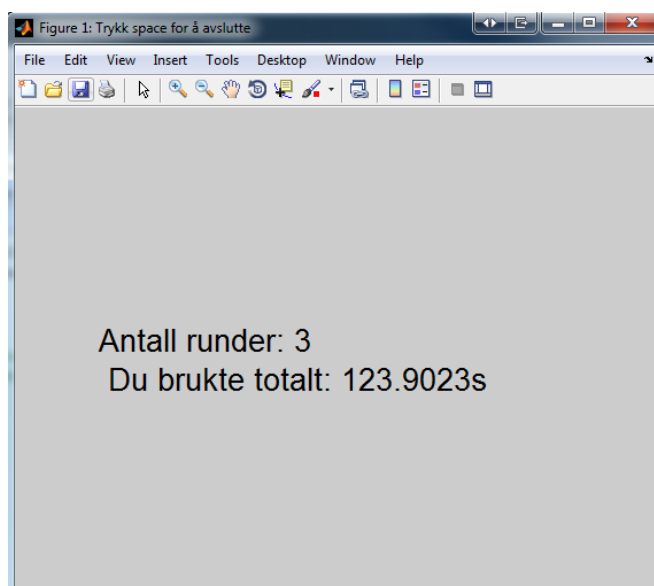 Figure 1: Trykk space for å avslutte
File Edit View Insert Tools Desktop Window Help
Antall runder: 3
Du brukte totalt: 123.9023s